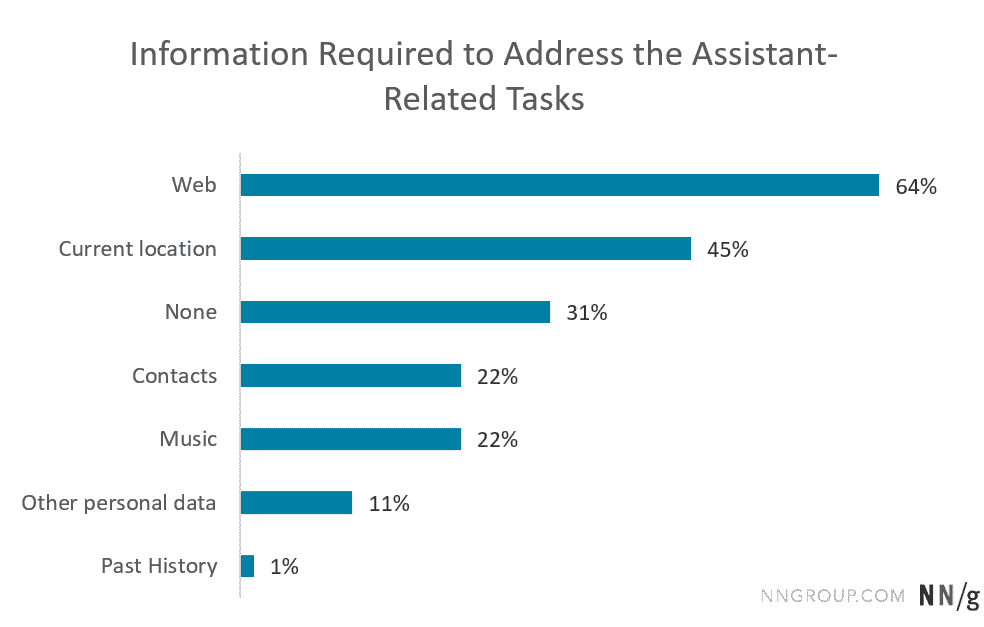 Information Required to Address the Assistant-
Related Tasks
Web 64%
Current location 45%
None 31%
Contacts 22%
Music 22%
Other personal data 11%
Past History 1%
NNGROUP.COM NN/g